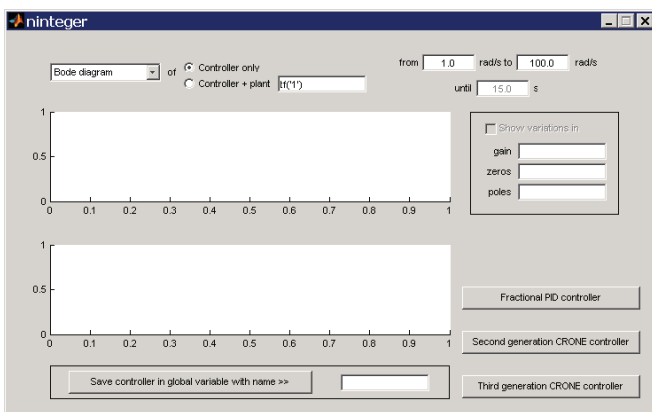 ninteger
Bode diagram of Controller only
Controller + plant tf('1')
from 1.0 rad/s to 100.0 rad/s
until 15.0 s
Show variations in
gain
zeros
poles
1
0.5
0
0 0.1 0.2 0.3 0.4 0.5 0.6 0.7 0.8 0.9 1
1
0.5
0
0 0.1 0.2 0.3 0.4 0.5 0.6 0.7 0.8 0.9 1
Fractional PID controller
Second generation CRONE controller
Third generation CRONE controller
Save controller in global variable with name >>